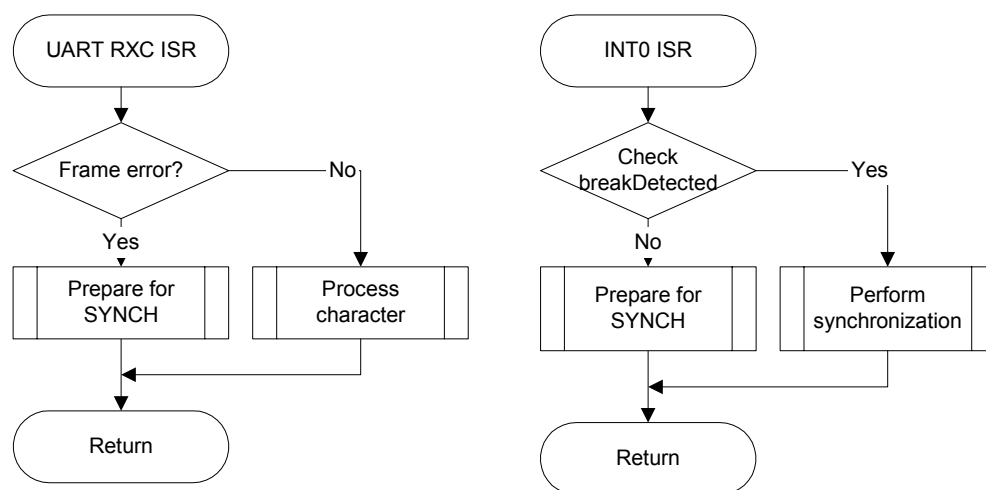 UART RXC ISR
Frame error?
No
Yes
Prepare for
SYNCH
Process
character
Return
INT0 ISR
Check
breakDetected
Yes
No
Prepare for
SYNCH
Perform
synchronization
Return